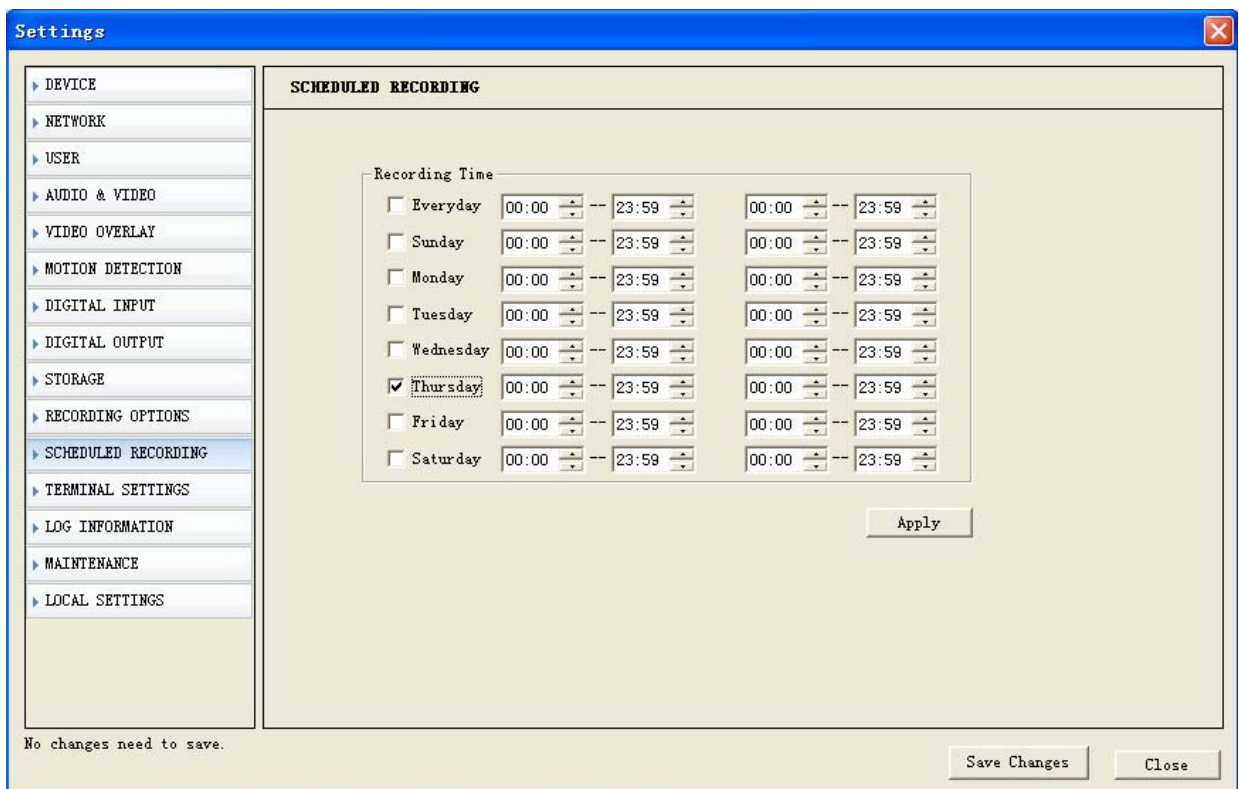 Settings
DEVICE
NETWORK
USER
AUDIO & VIDEO
VIDEO OVERLAY
MOTION DETECTION
DIGITAL INPUT
DIGITAL OUTPUT
STORAGE
RECORDING OPTIONS
SCHEDULED RECORDING
TERMINAL SETTINGS
LOG INFORMATION
MAINTENANCE
LOCAL SETTINGS
SCHEDULED RECORDING
Recording Time
Everyday 00:00 -- 23:59 00:00 -- 23:59
Sunday 00:00 -- 23:59 00:00 -- 23:59
Monday 00:00 -- 23:59 00:00 -- 23:59
Tuesday 00:00 -- 23:59 00:00 -- 23:59
Wednesday 00:00 -- 23:59 00:00 -- 23:59
Thursday 00:00 -- 23:59 00:00 -- 23:59
Friday 00:00 -- 23:59 00:00 -- 23:59
Saturday 00:00 -- 23:59 00:00 -- 23:59
Apply
No changes need to save.
Save Changes Close